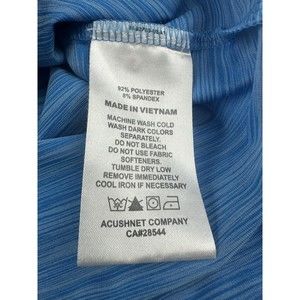 92% POLYESTER
8% SPANDEX
MADE IN VIETNAM
MACHINE WASH COLD
WASH DARK COLORS
SEPARATELY.
DO NOT BLEACH
DO NOT USE FABRIC
SOFTENERS.
TUMBLE DRY LOW
REMOVE IMMEDIATELY
COOL IRON IF NECESSARY
ACUSHNET COMPANY
CA#28544